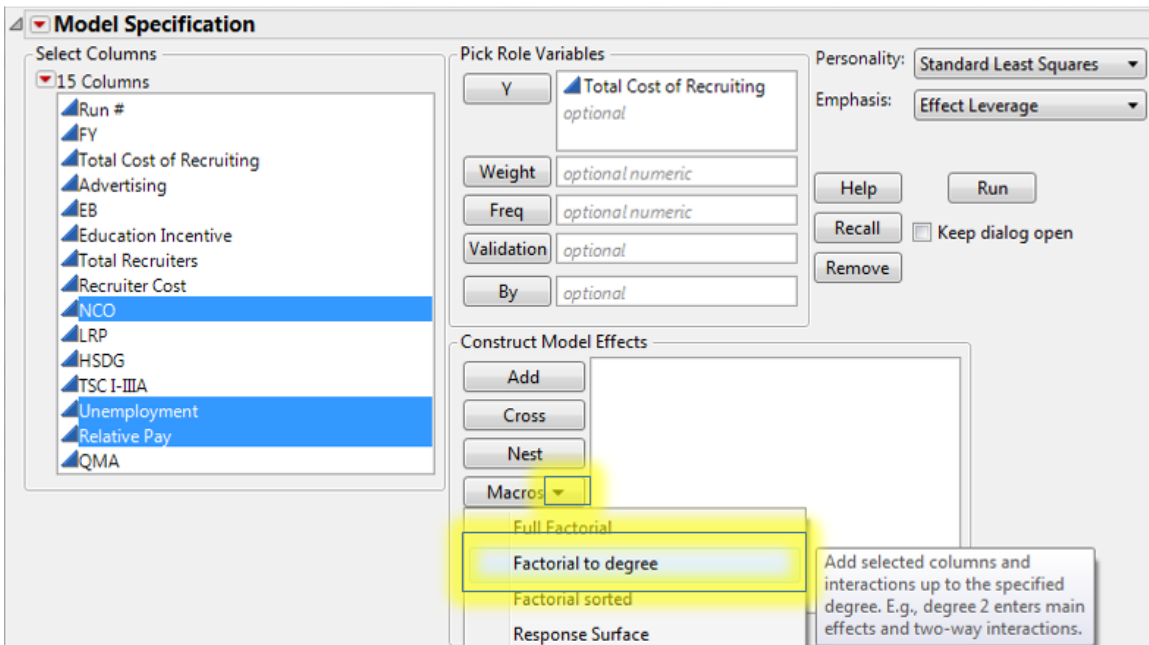 Model Specification
Select Columns
15 Columns
Run #
FY
Total Cost of Recruiting
Advertising
EB
Education Incentive
Total Recruiters
Recruiter Cost
NCO
LRP
HSDG
TSC I-IIIA
Unemployment
Relative Pay
QMA
Pick Role Variables
Y
Total Cost of Recruiting
optional
Weight
optional numeric
Freq
optional numeric
Validation
optional
By
optional
Personality:
Standard Least Squares
Emphasis:
Effect Leverage
Help
Run
Recall
Keep dialog open
Remove
Construct Model Effects
Add
Cross
Nest
Macros
Full Factorial
Factorial to degree
Factorial sorted
Response Surface
Add selected columns and
interactions up to the specified
degree. E.g., degree 2 enters main
effects and two-way interactions.